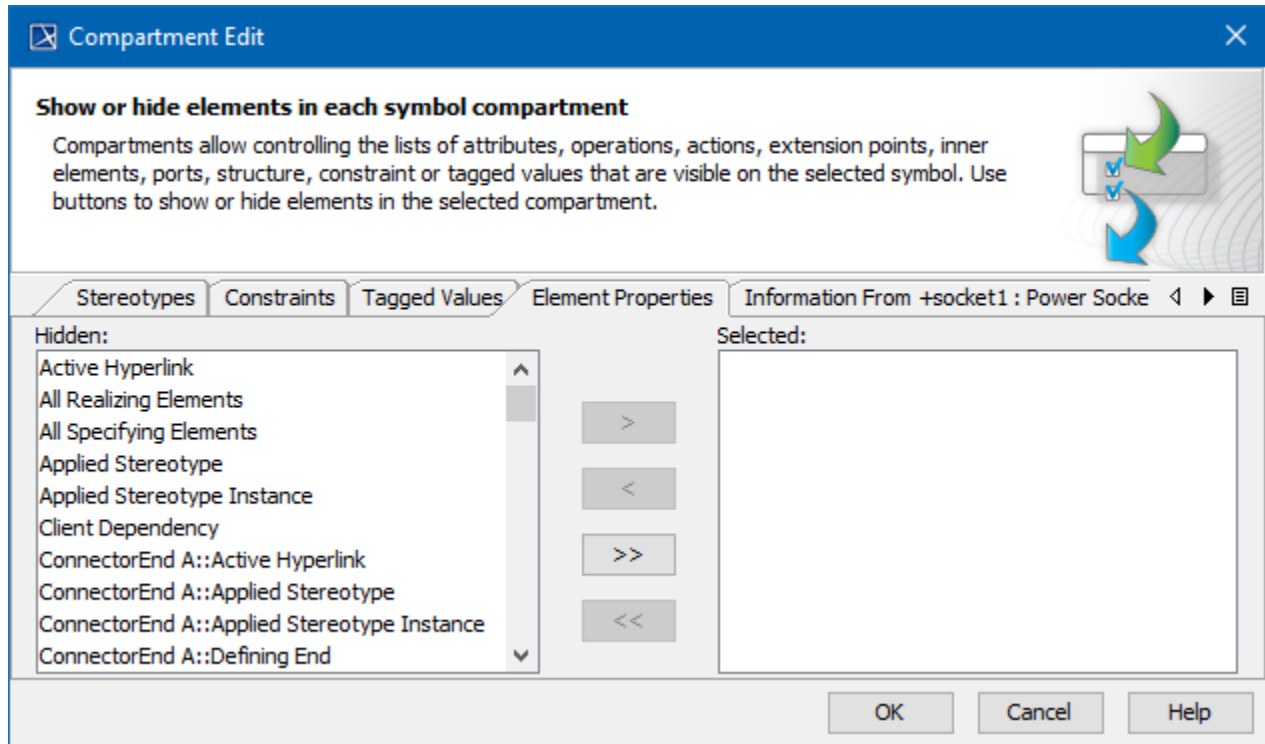 Compartment Edit
Show or hide elements in each symbol compartment
Compartments allow controlling the lists of attributes, operations, actions, extension points, inner
elements, ports, structure, constraint or tagged values that are visible on the selected symbol. Use
buttons to show or hide elements in the selected compartment.
Stereotypes Constraints Tagged Values Element Properties Information From +socket1 : Power Socke
Hidden: Selected:
Active Hyperlink
All Realizing Elements
All Specifying Elements
Applied Stereotype
Applied Stereotype Instance
Client Dependency
ConnectorEnd A::Active Hyperlink
ConnectorEnd A::Applied Stereotype
ConnectorEnd A::Applied Stereotype Instance
ConnectorEnd A::Defining End
>
<
>>
<<
OK Cancel Help